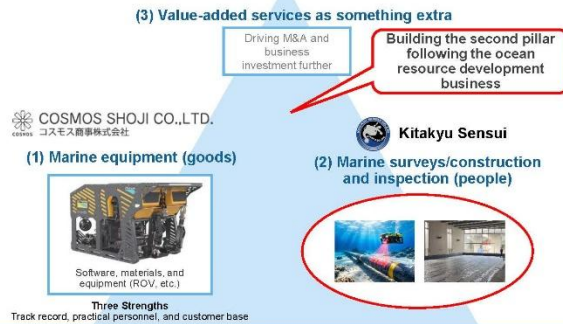 (3) Value-added services as something extra
Driving M&A and
business
investment further
Building the second pillar
following the ocean
resource development
business
COSMOS SHOJI CO.,LTD.
コスモス商事株式会社
COSMOS
Kitakyu Sensui
(1) Marine equipment (goods)
(2) Marine surveys/construction
and inspection (people)
Software, materials, and
equipment (ROV, etc.)
Three Strengths
Track record, practical personnel, and customer base